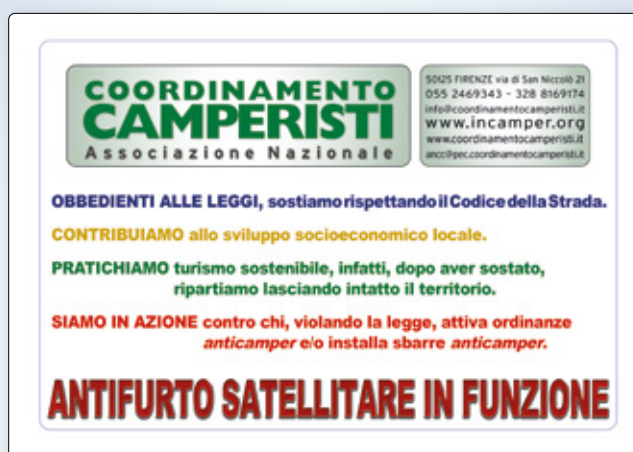 COORDINAMENTO
CAMPERISTI
Associazione Nazionale
50125 FIRENZE via di San Niccolò 21
055 2469343 - 328 8169174
info@coordinamentocamperisti.it
www.incamper.org
www.coordinamentocamperisti.it
ancc@pec.coordinamentocamperisti.it
OBBEDIENTI ALLE LEGGI, sostiamo rispettando il Codice della Strada.
CONTRIBUIAMO allo sviluppo socioeconomico locale.
PRATICHIAMO turismo sostenibile, infatti, dopo aver sostato,
ripartiamo lasciando intatto il territorio.
SIAMO IN AZIONE contro chi, violando la legge, attiva ordinanze
anticamper e/o installa sbarre anticamper.
ANTIFURTO SATELLITARE IN FUNZIONE